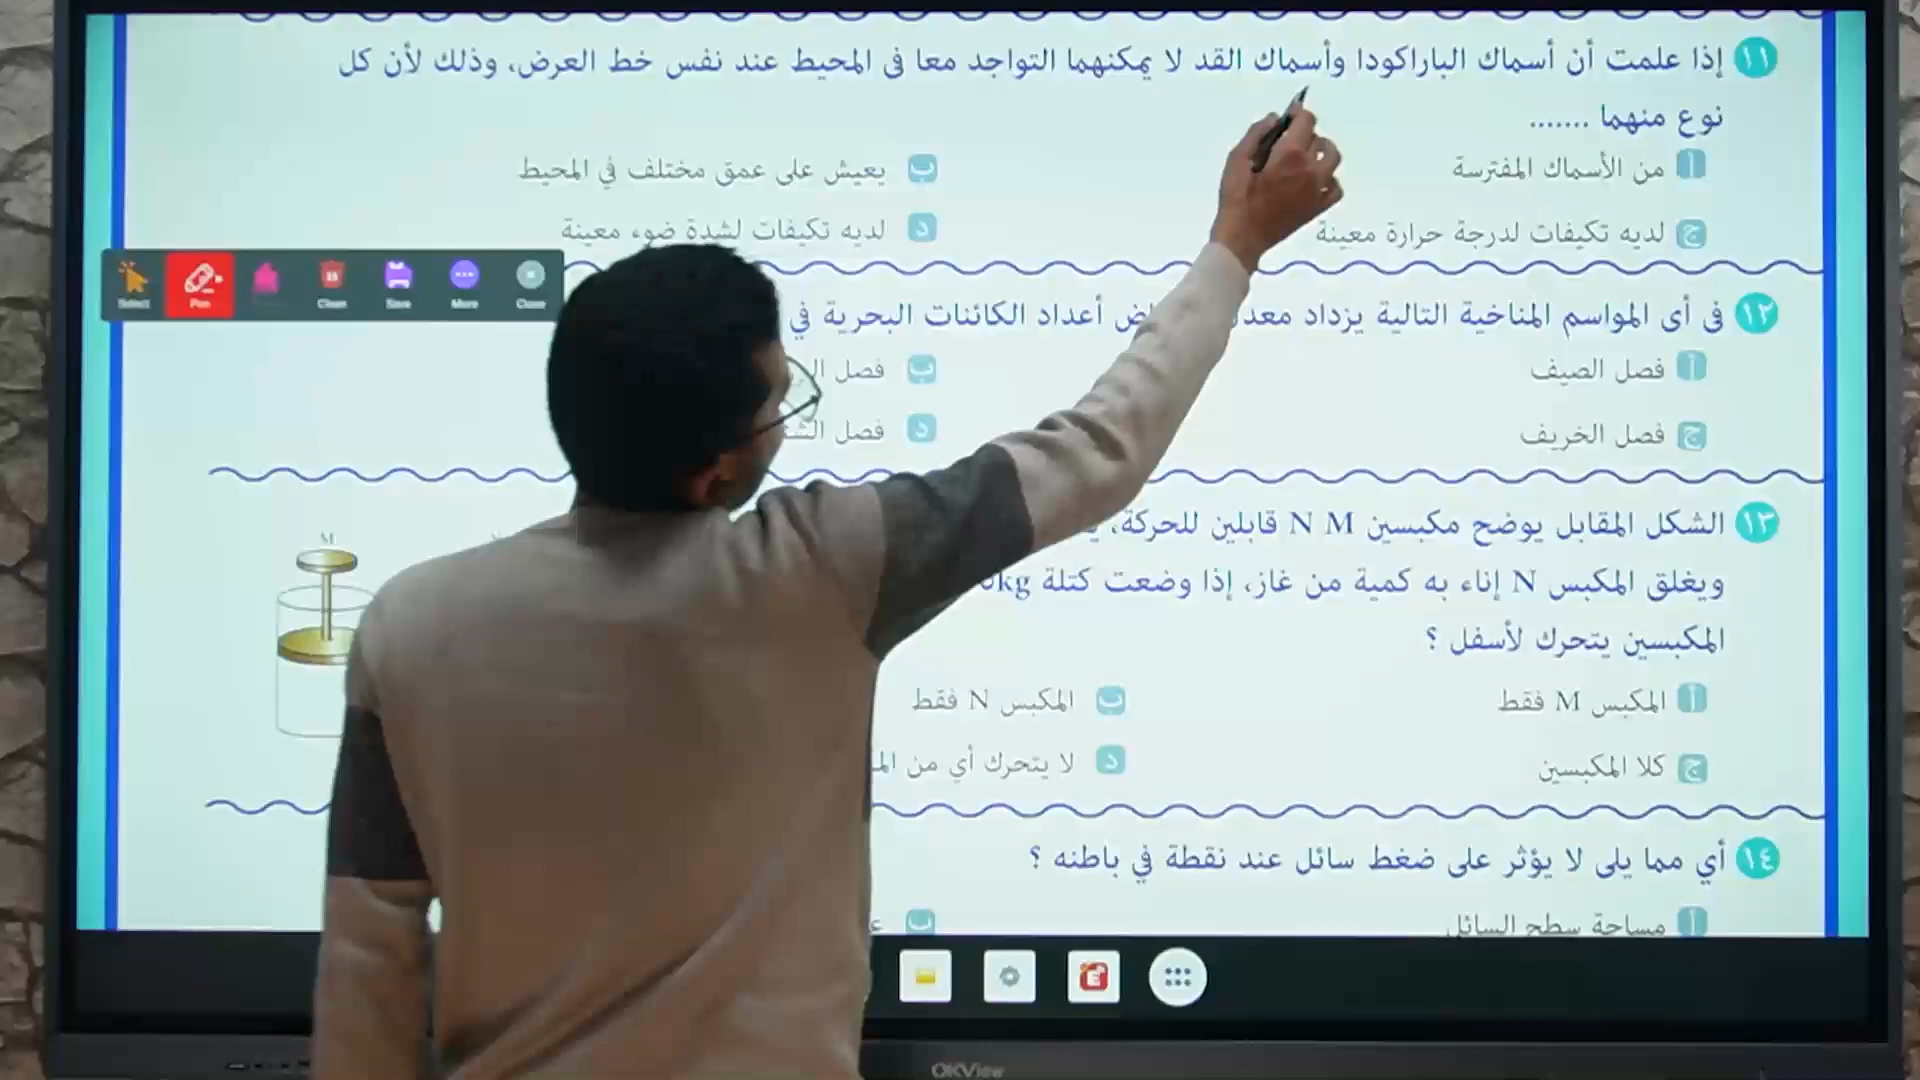 ١١ إذا علمت أن أسماك الباراكودا وأسماك القد لا يمكنهما التواجد معا فى المحيط عند نفس خط العرض، وذلك لأن كل
نوع منهما .......
أ من الأسماك المفترسة
ب يعيش على عمق مختلف في المحيط
ج لديه تكيفات لدرجة حرارة معينة
د لديه تكيفات لشدة ضوء معينة
Select Pen Clean Save More Close
١٢ فى أى المواسم المناخية التالية يزداد أعداد الكائنات البحرية في
أ فصل الصيف
ب فصل
ج فصل الخريف
د فصل
١٣ الشكل المقابل يوضح مكبسين N M قابلين للحركة،
ويغلق المكبس N إناء به كمية من غاز، إذا وضعت كتلة kg
المكبسين يتحرك لأسفل ؟
M
أ المكبس M فقط
ب المكبس N فقط
ج كلا المكبسين
د لا يتحرك أي من
١٤ أي مما يلى لا يؤثر على ضغط سائل عند نقطة في باطنه ؟
أ مساحة سطح السائل
ب
OKView